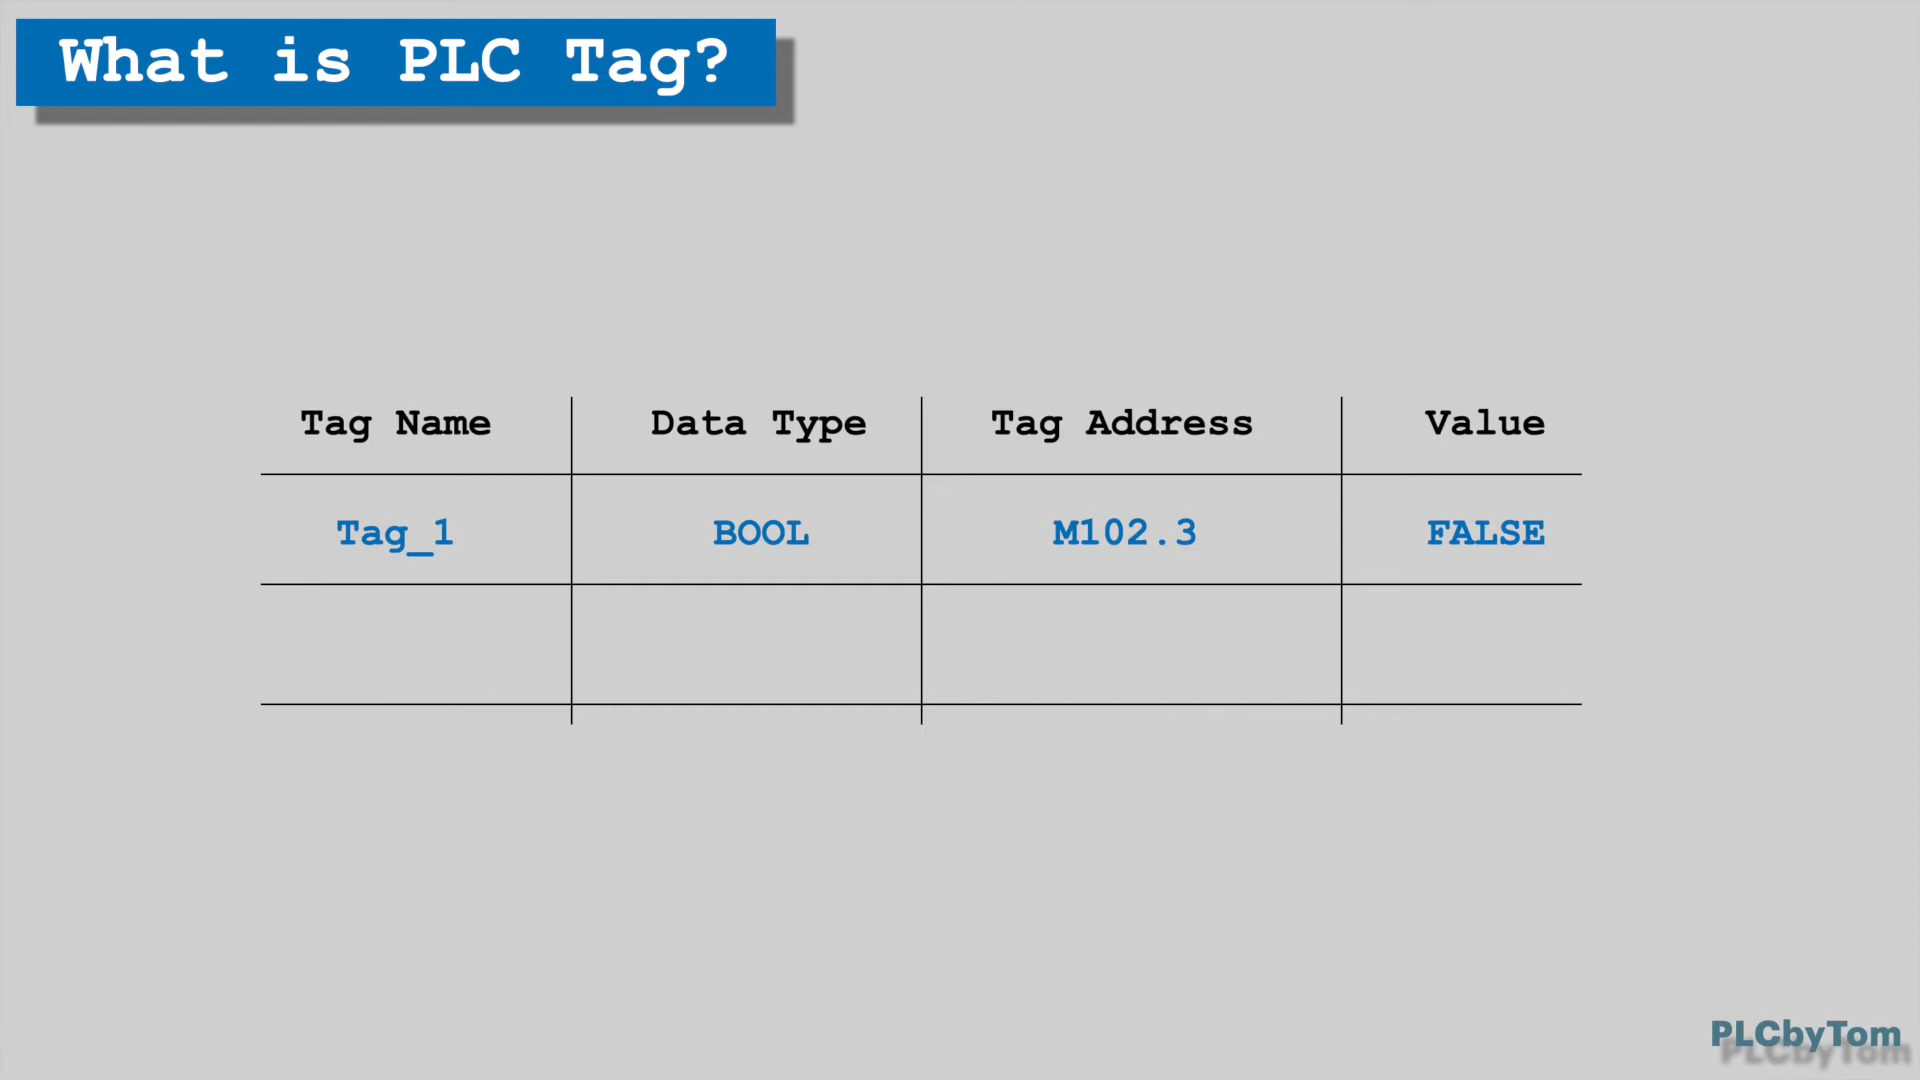 What is PLC Tag?
Tag Name Data Type Tag Address Value
Tag_1 BOOL M102.3 FALSE
PLCbyTom